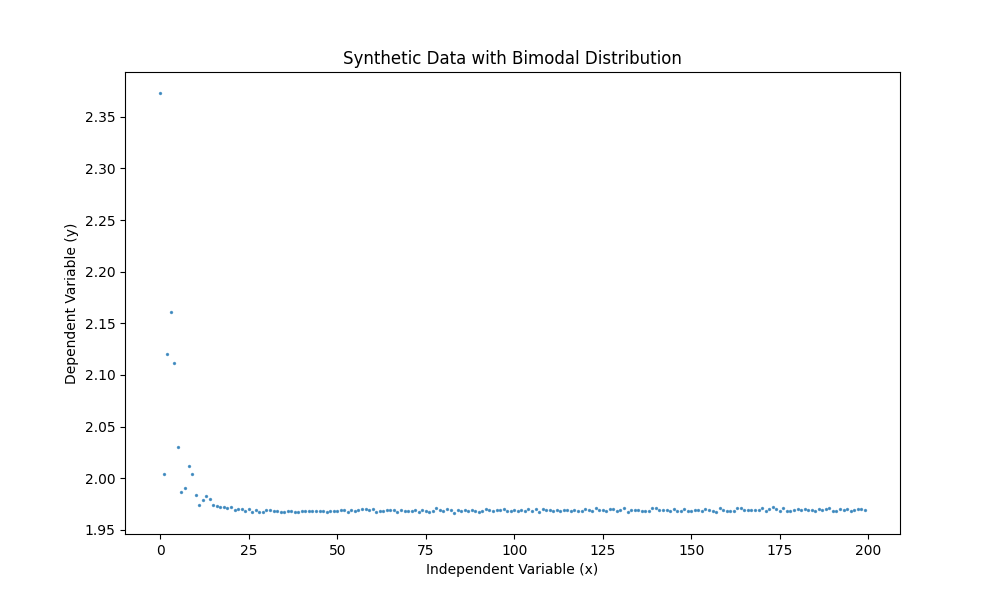 Synthetic Data with Bimodal Distribution
Dependent Variable (y)
2.35
2.30
2.25
2.20
2.15
2.10
2.05
2.00
1.95
0 25 50 75 100 125 150 175 200
Independent Variable (x)